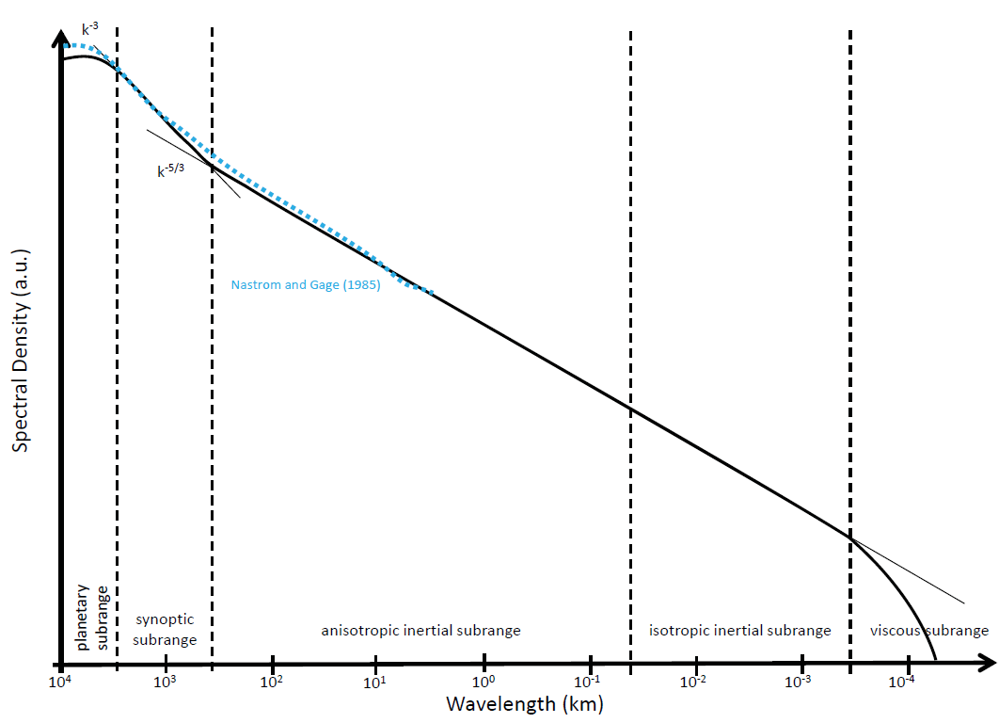 k-3
k-5/3
Spectral Density (a.u.)
Nastrom and Gage (1985)
planetary
subrange
synoptic
subrange
anisotropic inertial subrange
isotropic inertial subrange
viscous subrange
104 103 102 101 100 10-1 10-2 10-3 10-4
Wavelength (km)